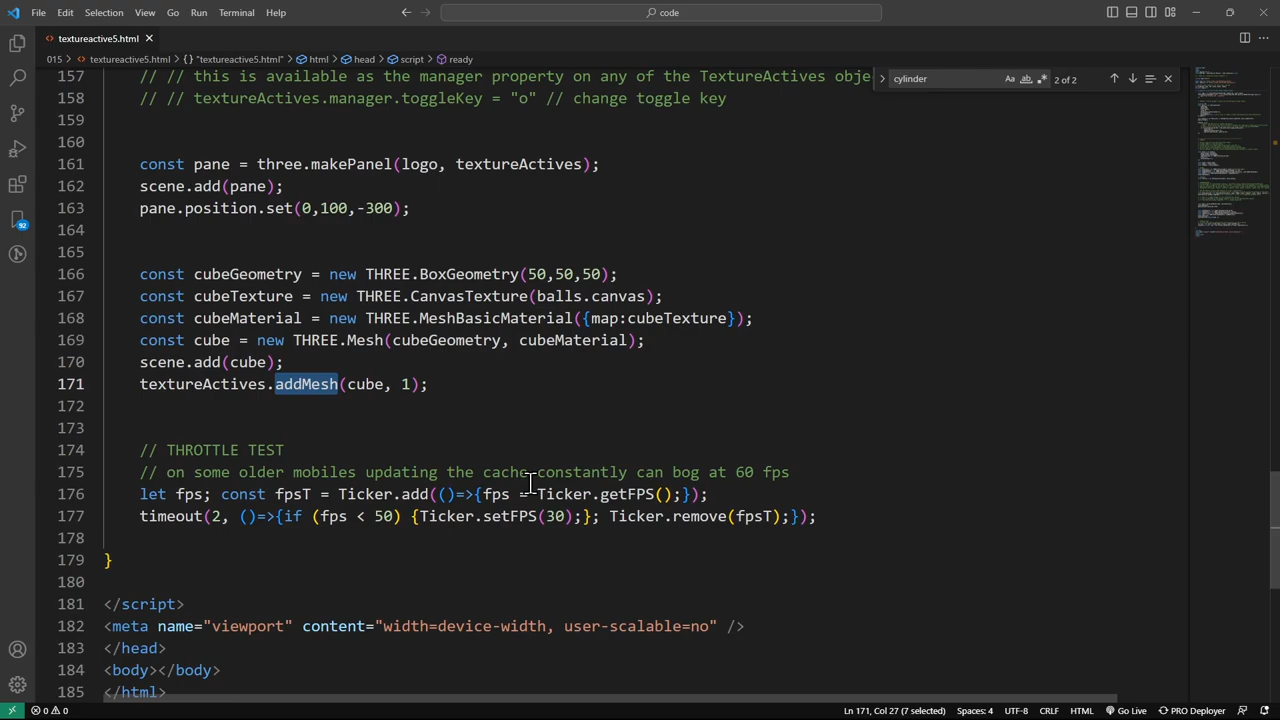 File Edit Selection View Go Run Terminal Help
code
textureactive5.html
015 > textureactive5.html > "textureactive5.html" > html > head > script > ready
cylinder
Aa ab .*
2 of 2
157 // // this is available as the manager property on any of the TextureActives obje
158 // // textureActives.manager.toggleKey = "r" // change toggle key
159
160
161 const pane = three.makePanel(logo, textureActives);
162 scene.add(pane);
163 pane.position.set(0,100,-300);
164
165
166 const cubeGeometry = new THREE.BoxGeometry(50,50,50);
167 const cubeTexture = new THREE.CanvasTexture(balls.canvas);
168 const cubeMaterial = new THREE.MeshBasicMaterial({map:cubeTexture});
169 const cube = new THREE.Mesh(cubeGeometry, cubeMaterial);
170 scene.add(cube);
171 textureActives.addMesh(cube, 1);
172
173
174 // THROTTLE TEST
175 // on some older mobiles updating the cache constantly can bog at 60 fps
176 let fps; const fpsT = Ticker.add(()=>{fps = Ticker.getFPS();});
177 timeout(2, ()=>{if (fps < 50) {Ticker.setFPS(30);}; Ticker.remove(fpsT);});
178
179 }
180
181 </script>
182 <meta name="viewport" content="width=device-width, user-scalable=no" />
183 </head>
184 <body></body>
185 </html>
92
0 0
Ln 171, Col 27 (7 selected) Spaces: 4 UTF-8 CRLF HTML Go Live PRO Deployer